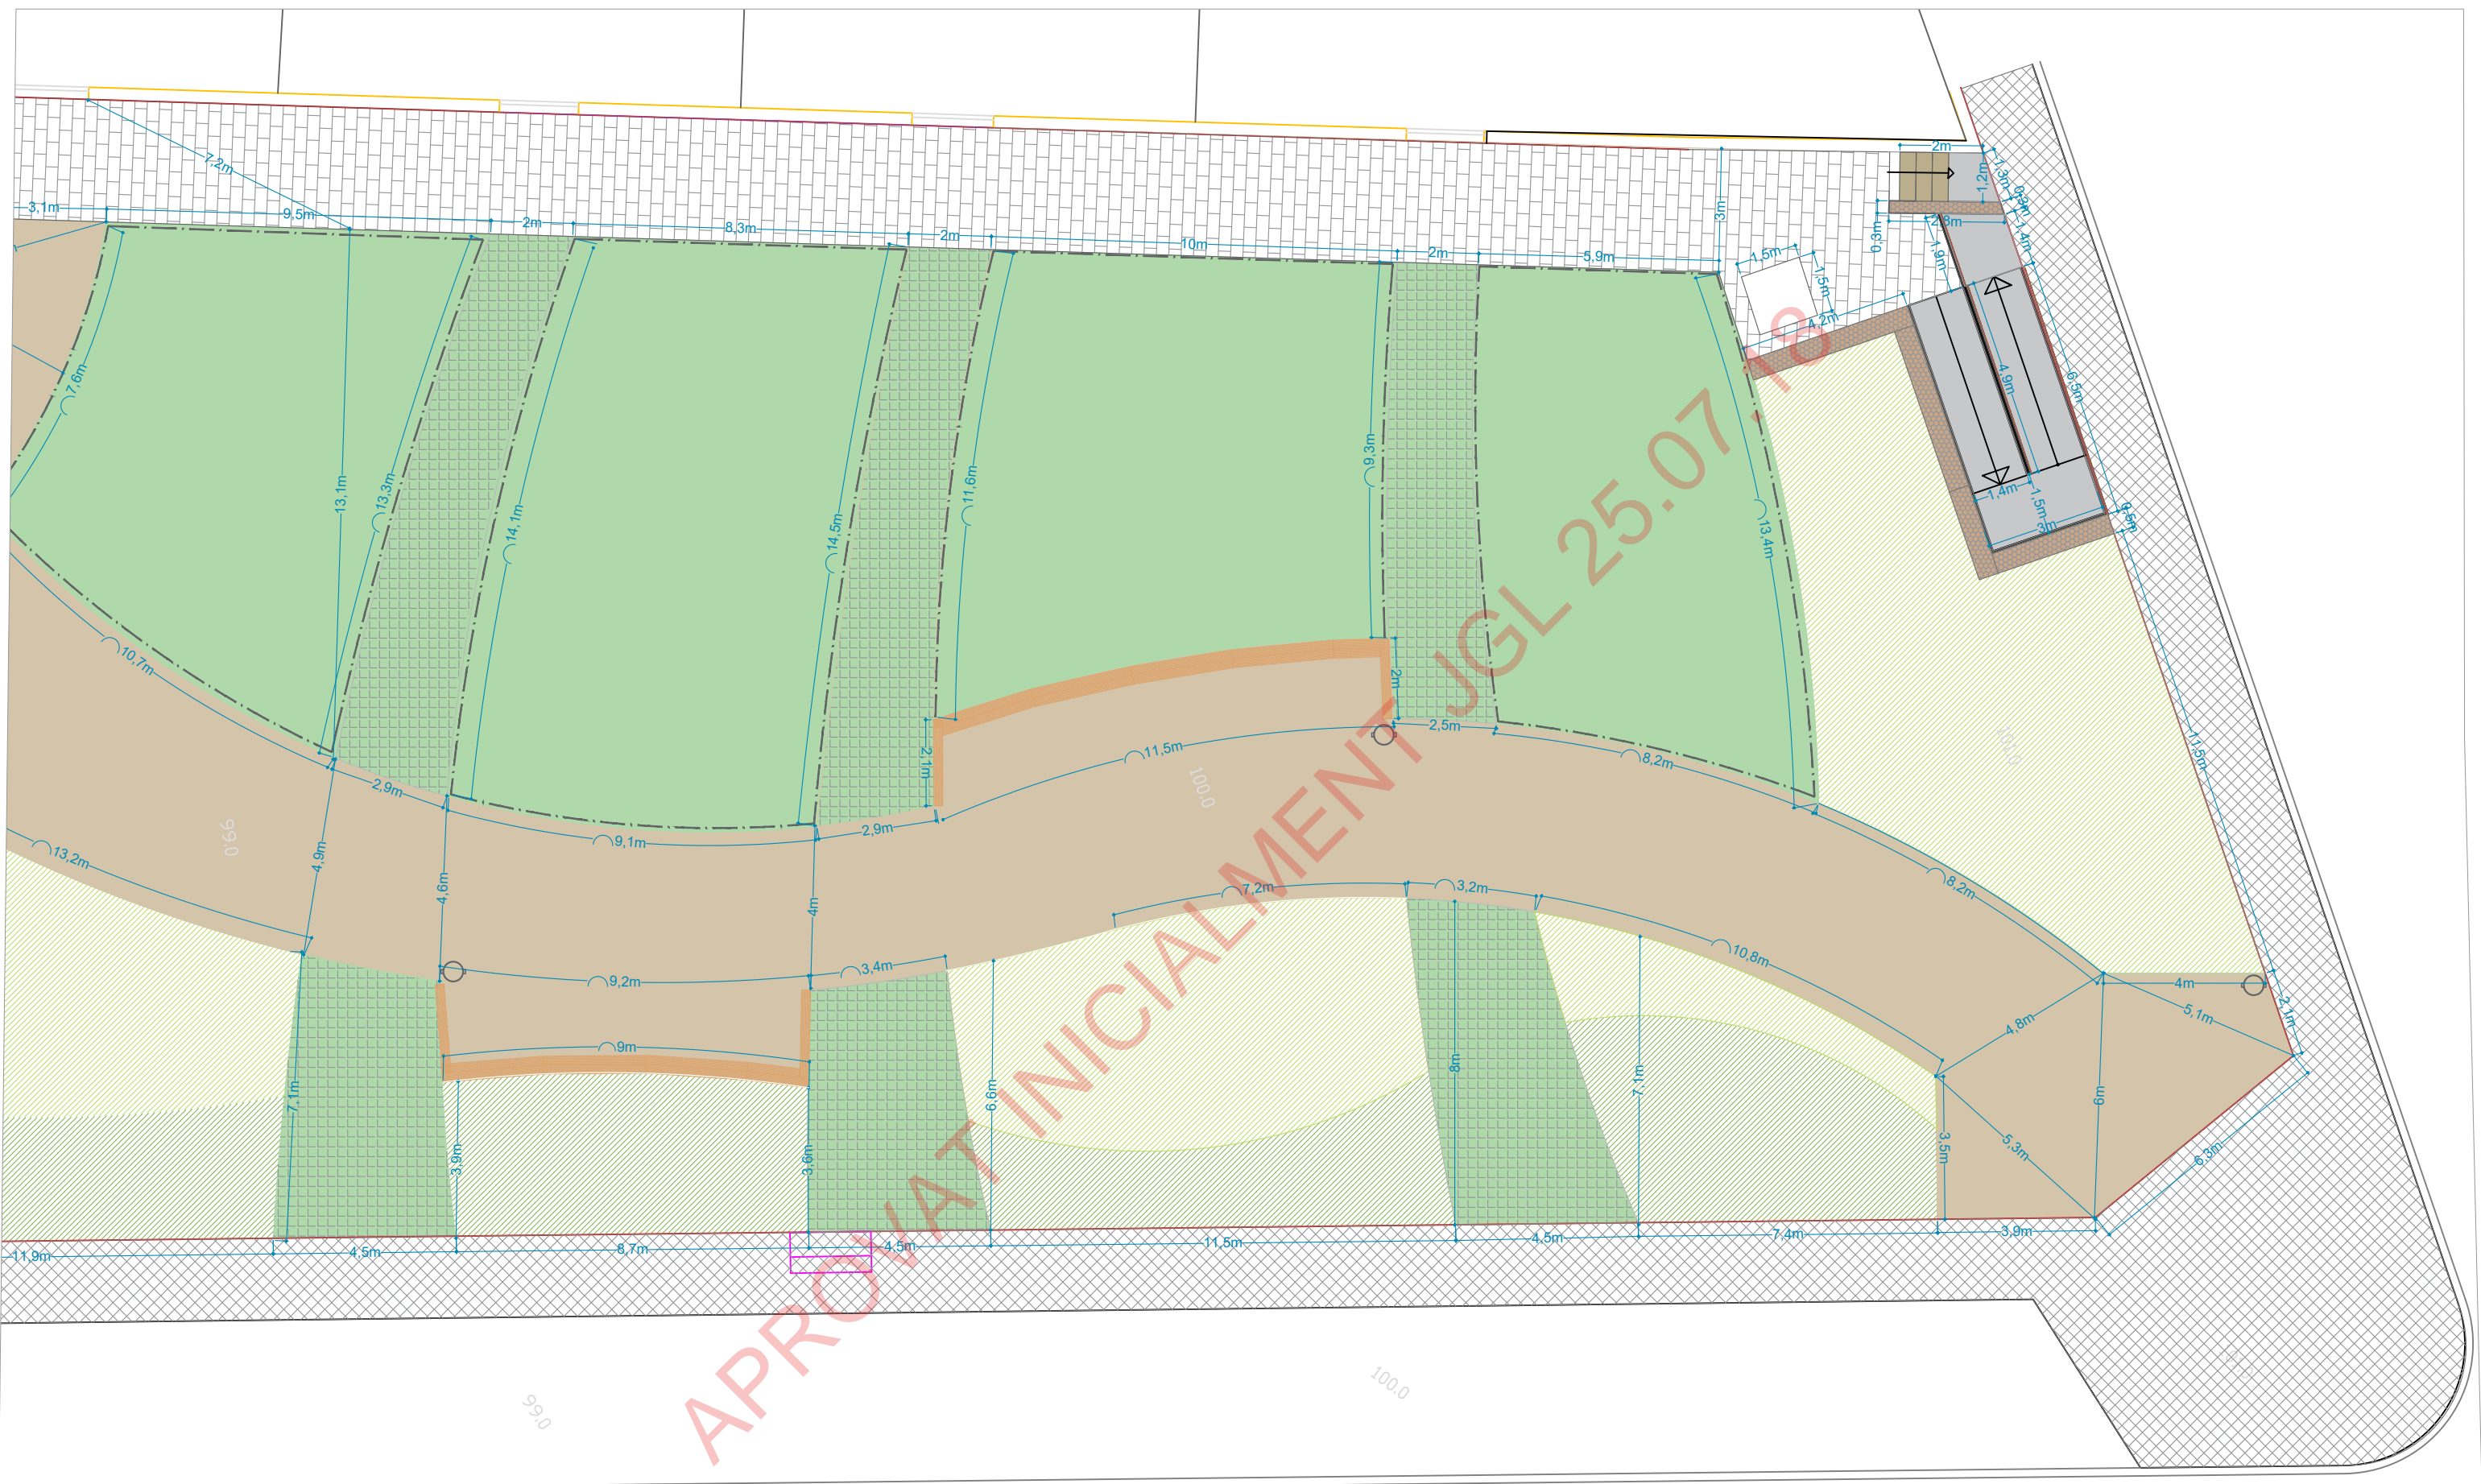 7,2m
2m
1,3m
1,2m
0,3m
3,1m
9,5m
2m
8,3m
2m
10m
2m
5,9m
3m
0,3m
2,8m
1,4m
1,9m
1,5m
1,5m
4,2m
7,6m
13,1m
13,3m
14,1m
14,5m
11,6m
9,3m
13,4m
4,9m
6,5m
1,4m
1,5m
3m
0,5m
10,7m
2,9m
9,1m
2,9m
2,1m
11,5m
2m
2,5m
8,2m
11,5m
101.0
100.0
99.0
13,2m
4,9m
4,6m
4m
7,2m
3,2m
10,8m
8,2m
9,2m
3,4m
4m
5,1m
2,1m
4,8m
9m
7,1m
3,9m
3,6m
6,6m
8m
7,1m
3,5m
5,3m
6m
6,3m
11,9m
4,5m
8,7m
4,5m
11,5m
4,5m
7,4m
3,9m
99.0
100.0
APROVAT INICIALMENT JGL 25.07.18